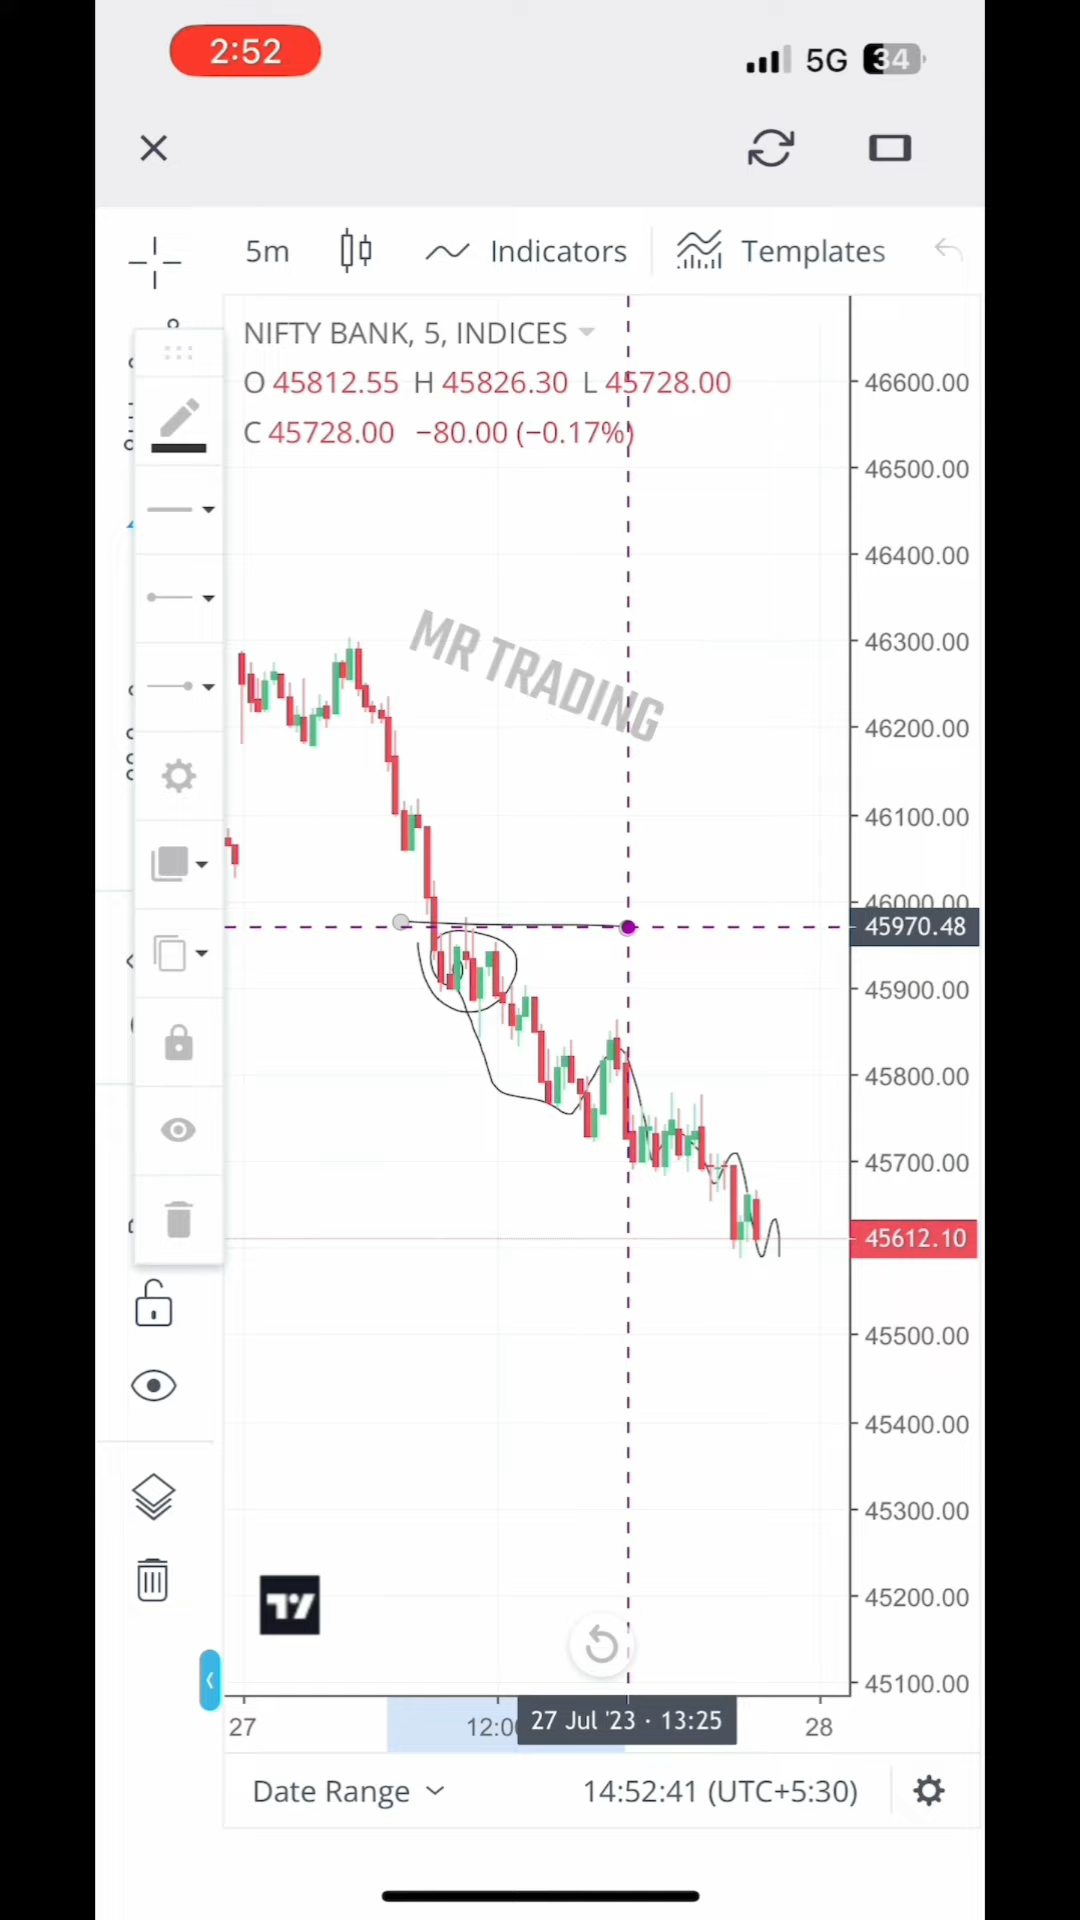 2:52
5G 34
5m Indicators Templates
NIFTY BANK, 5, INDICES
O 45812.55 H 45826.30 L 45728.00
C 45728.00 −80.00 (−0.17%)
46600.00
46500.00
46400.00
MR TRADING
46300.00
46200.00
46100.00
46000.00
45970.48
45900.00
45800.00
45700.00
45612.10
45500.00
45400.00
45300.00
45200.00
45100.00
27 12:00 27 Jul '23 · 13:25 28
Date Range 14:52:41 (UTC+5:30)